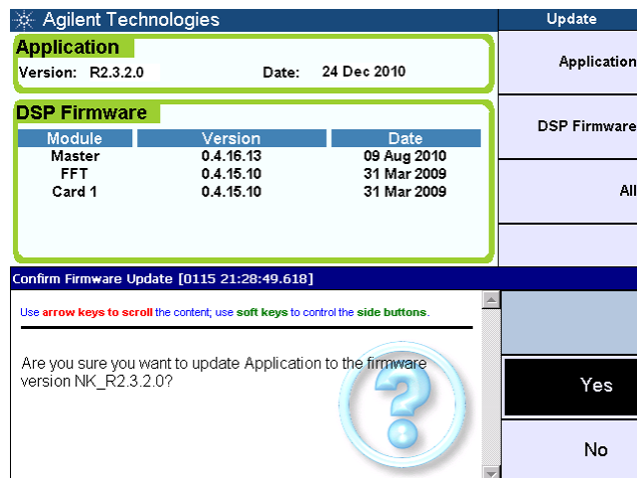 Agilent Technologies
Update
Application
Version: R2.3.2.0 Date: 24 Dec 2010
Application
DSP Firmware
Module Version Date
Master 0.4.16.13 09 Aug 2010
FFT 0.4.15.10 31 Mar 2009
Card 1 0.4.15.10 31 Mar 2009
DSP Firmware
All
Confirm Firmware Update [0115 21:28:49.618]
Use arrow keys to scroll the content; use soft keys to control the side buttons.
Are you sure you want to update Application to the firmware
version NK_R2.3.2.0?
Yes
No